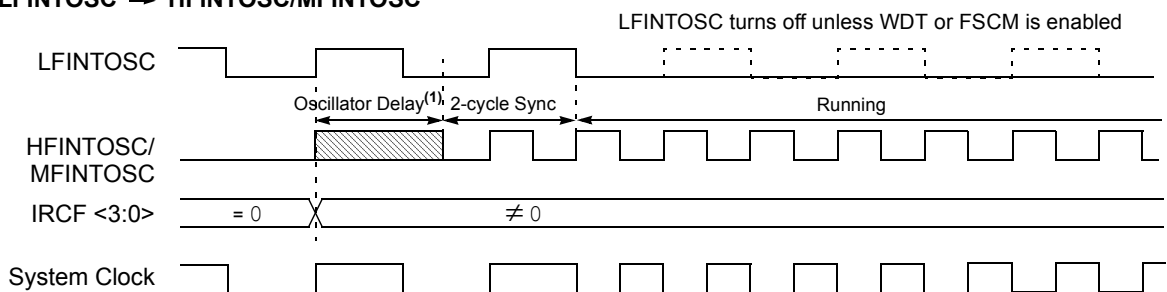 LFINTOSC → HFINTOSC/MFINTOSC
LFINTOSC turns off unless WDT or FSCM is enabled
LFINTOSC
Oscillator Delay(1) 2-cycle Sync Running
HFINTOSC/
MFINTOSC
IRCF <3:0> = 0 ≠ 0
System Clock